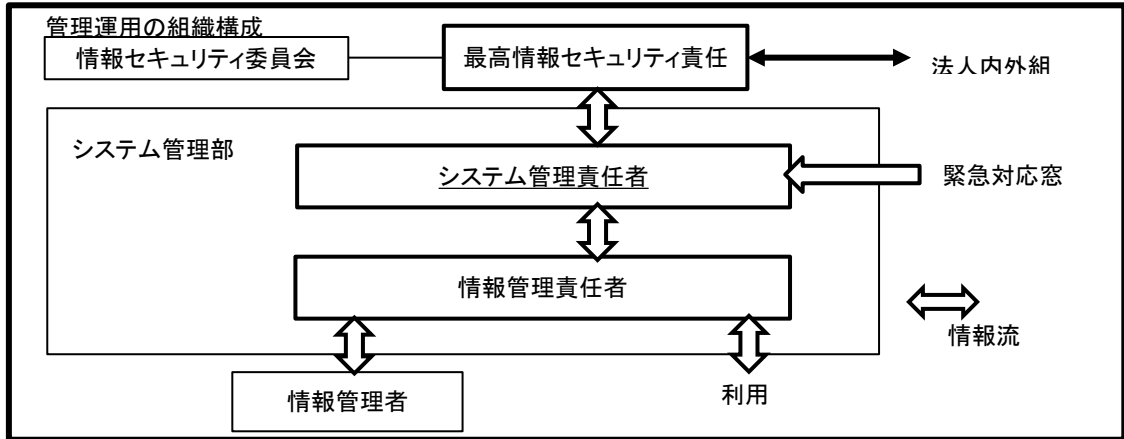 管理運用の組織構成
情報セキュリティ委員会
最高情報セキュリティ責任
法人内外組
システム管理部
システム管理責任者
緊急対応窓
情報管理責任者
情報流
情報管理者
利用